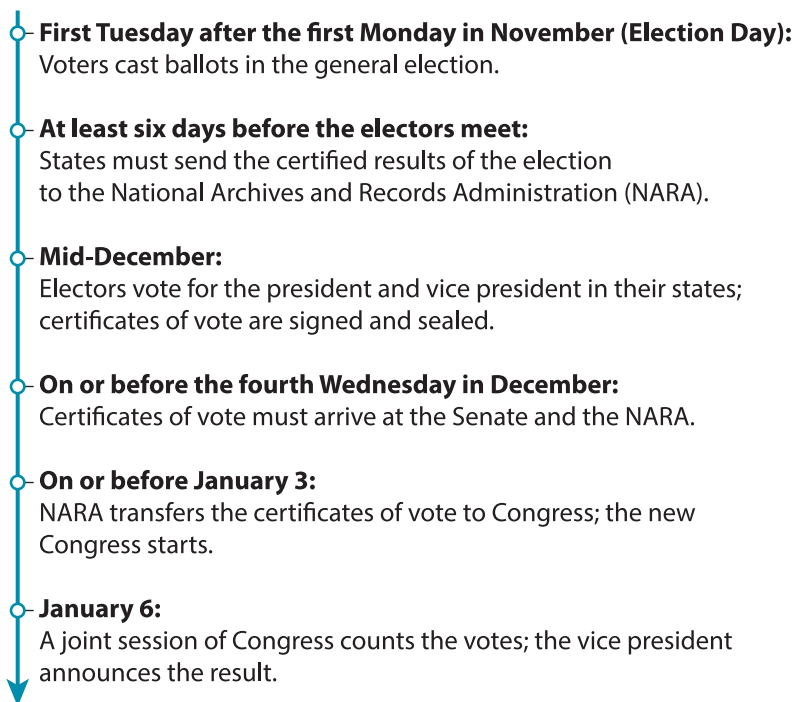 First Tuesday after the first Monday in November (Election Day):
Voters cast ballots in the general election.
At least six days before the electors meet:
States must send the certified results of the election
to the National Archives and Records Administration (NARA).
Mid-December:
Electors vote for the president and vice president in their states;
certificates of vote are signed and sealed.
On or before the fourth Wednesday in December:
Certificates of vote must arrive at the Senate and the NARA.
On or before January 3:
NARA transfers the certificates of vote to Congress; the new
Congress starts.
January 6:
A joint session of Congress counts the votes; the vice president
announces the result.